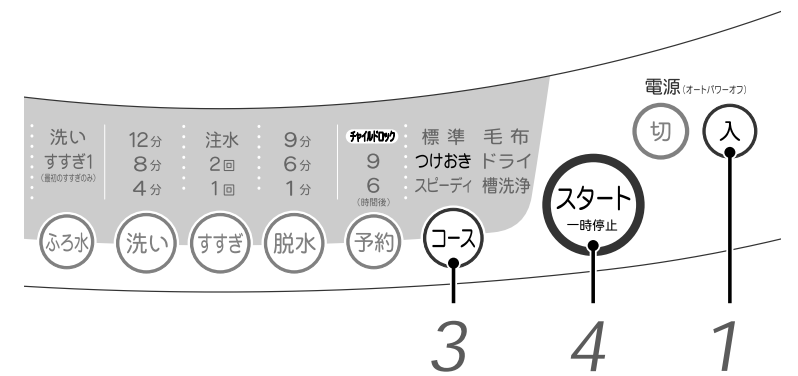 電源(オートパワーオフ)
切
入
洗い
すすぎ1
(最初のすすぎのみ)
ふろ水
12分
8分
4分
洗い
注水
2回
1回
すすぎ
9分
6分
1分
脱水
チャイルドロック
9
6
(時間後)
予約
標準 毛布
つけおき ドライ
スピーディ 槽洗浄
コース
スタート
一時停止
3
4
1